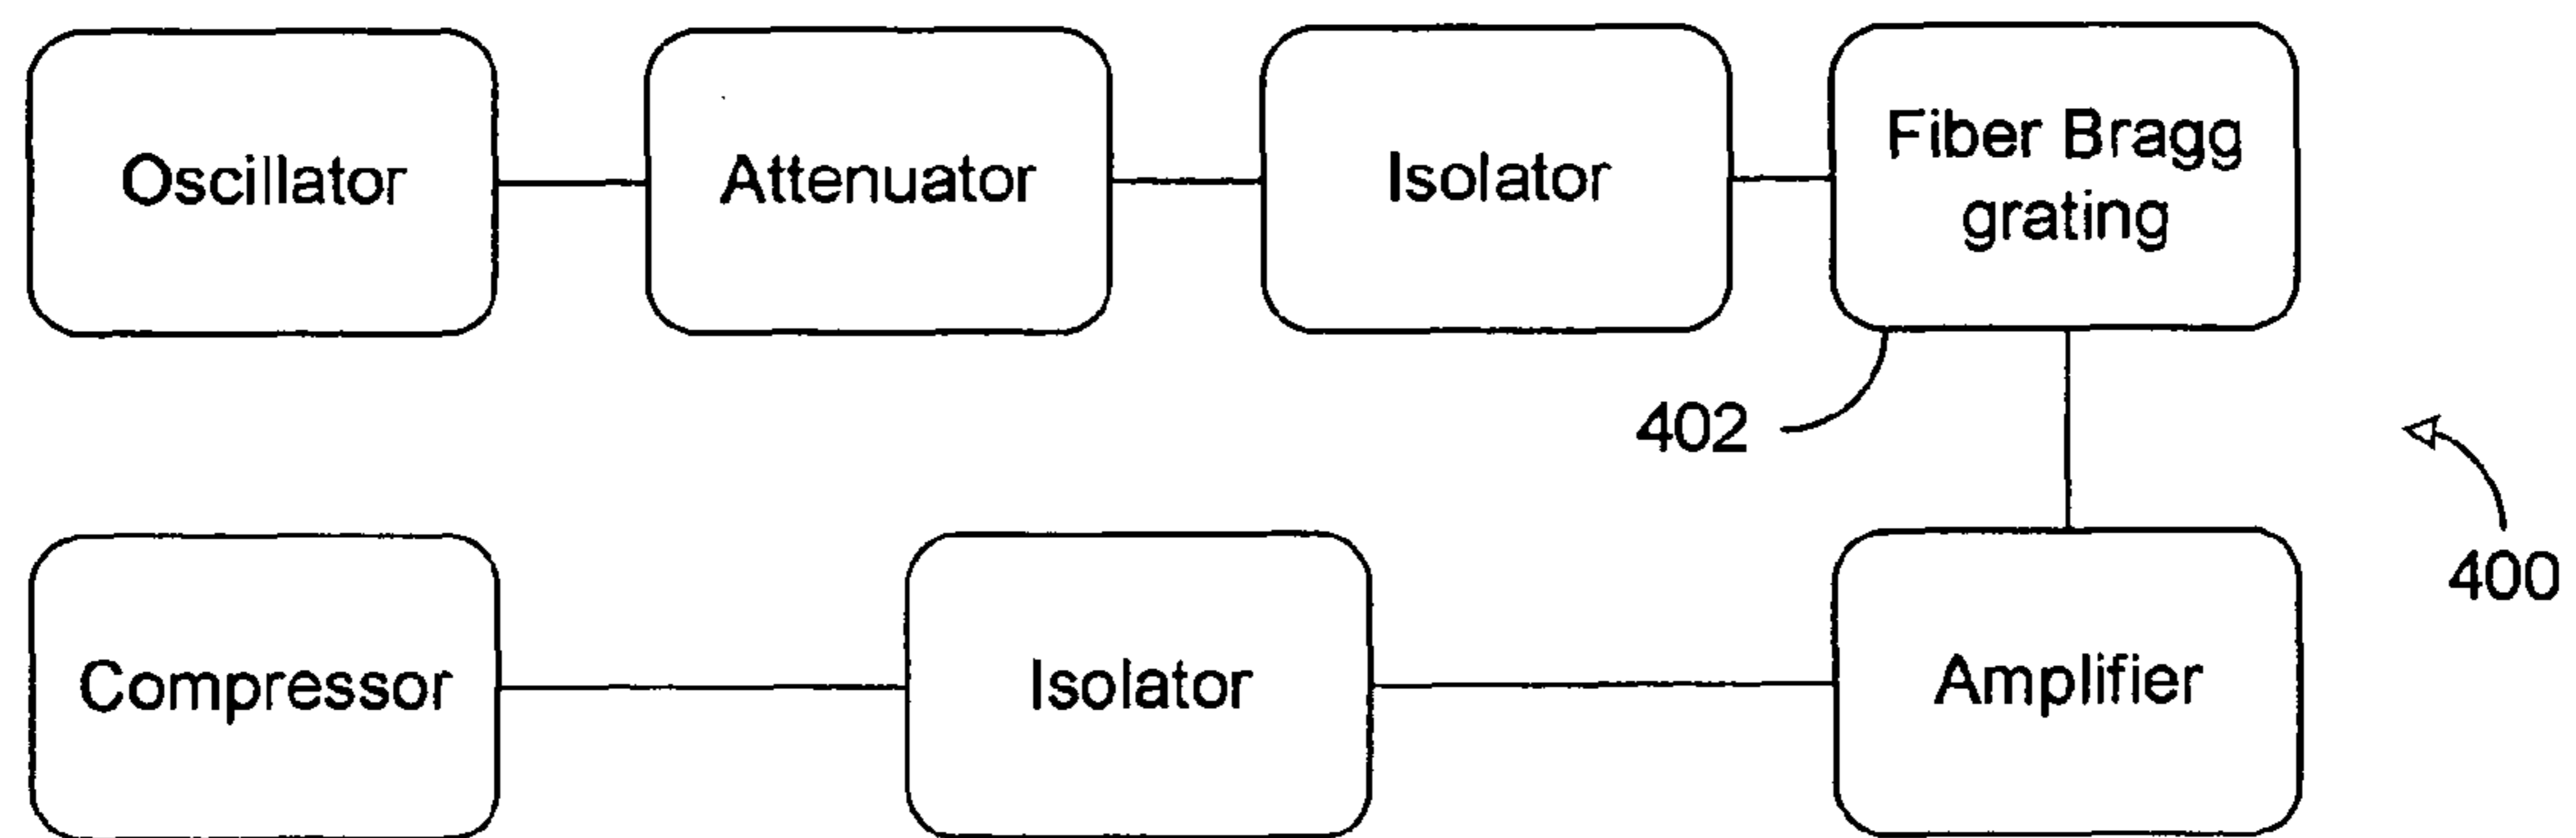 Oscillator
Attenuator
Isolator
Fiber Bragg
grating
402
400
Compressor
Isolator
Amplifier